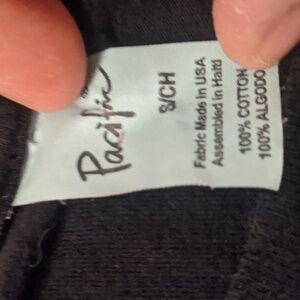 Pacific
S/CH
Fabric Made in USA
Assembled in Haiti
100% COTTON
100% ALGODO